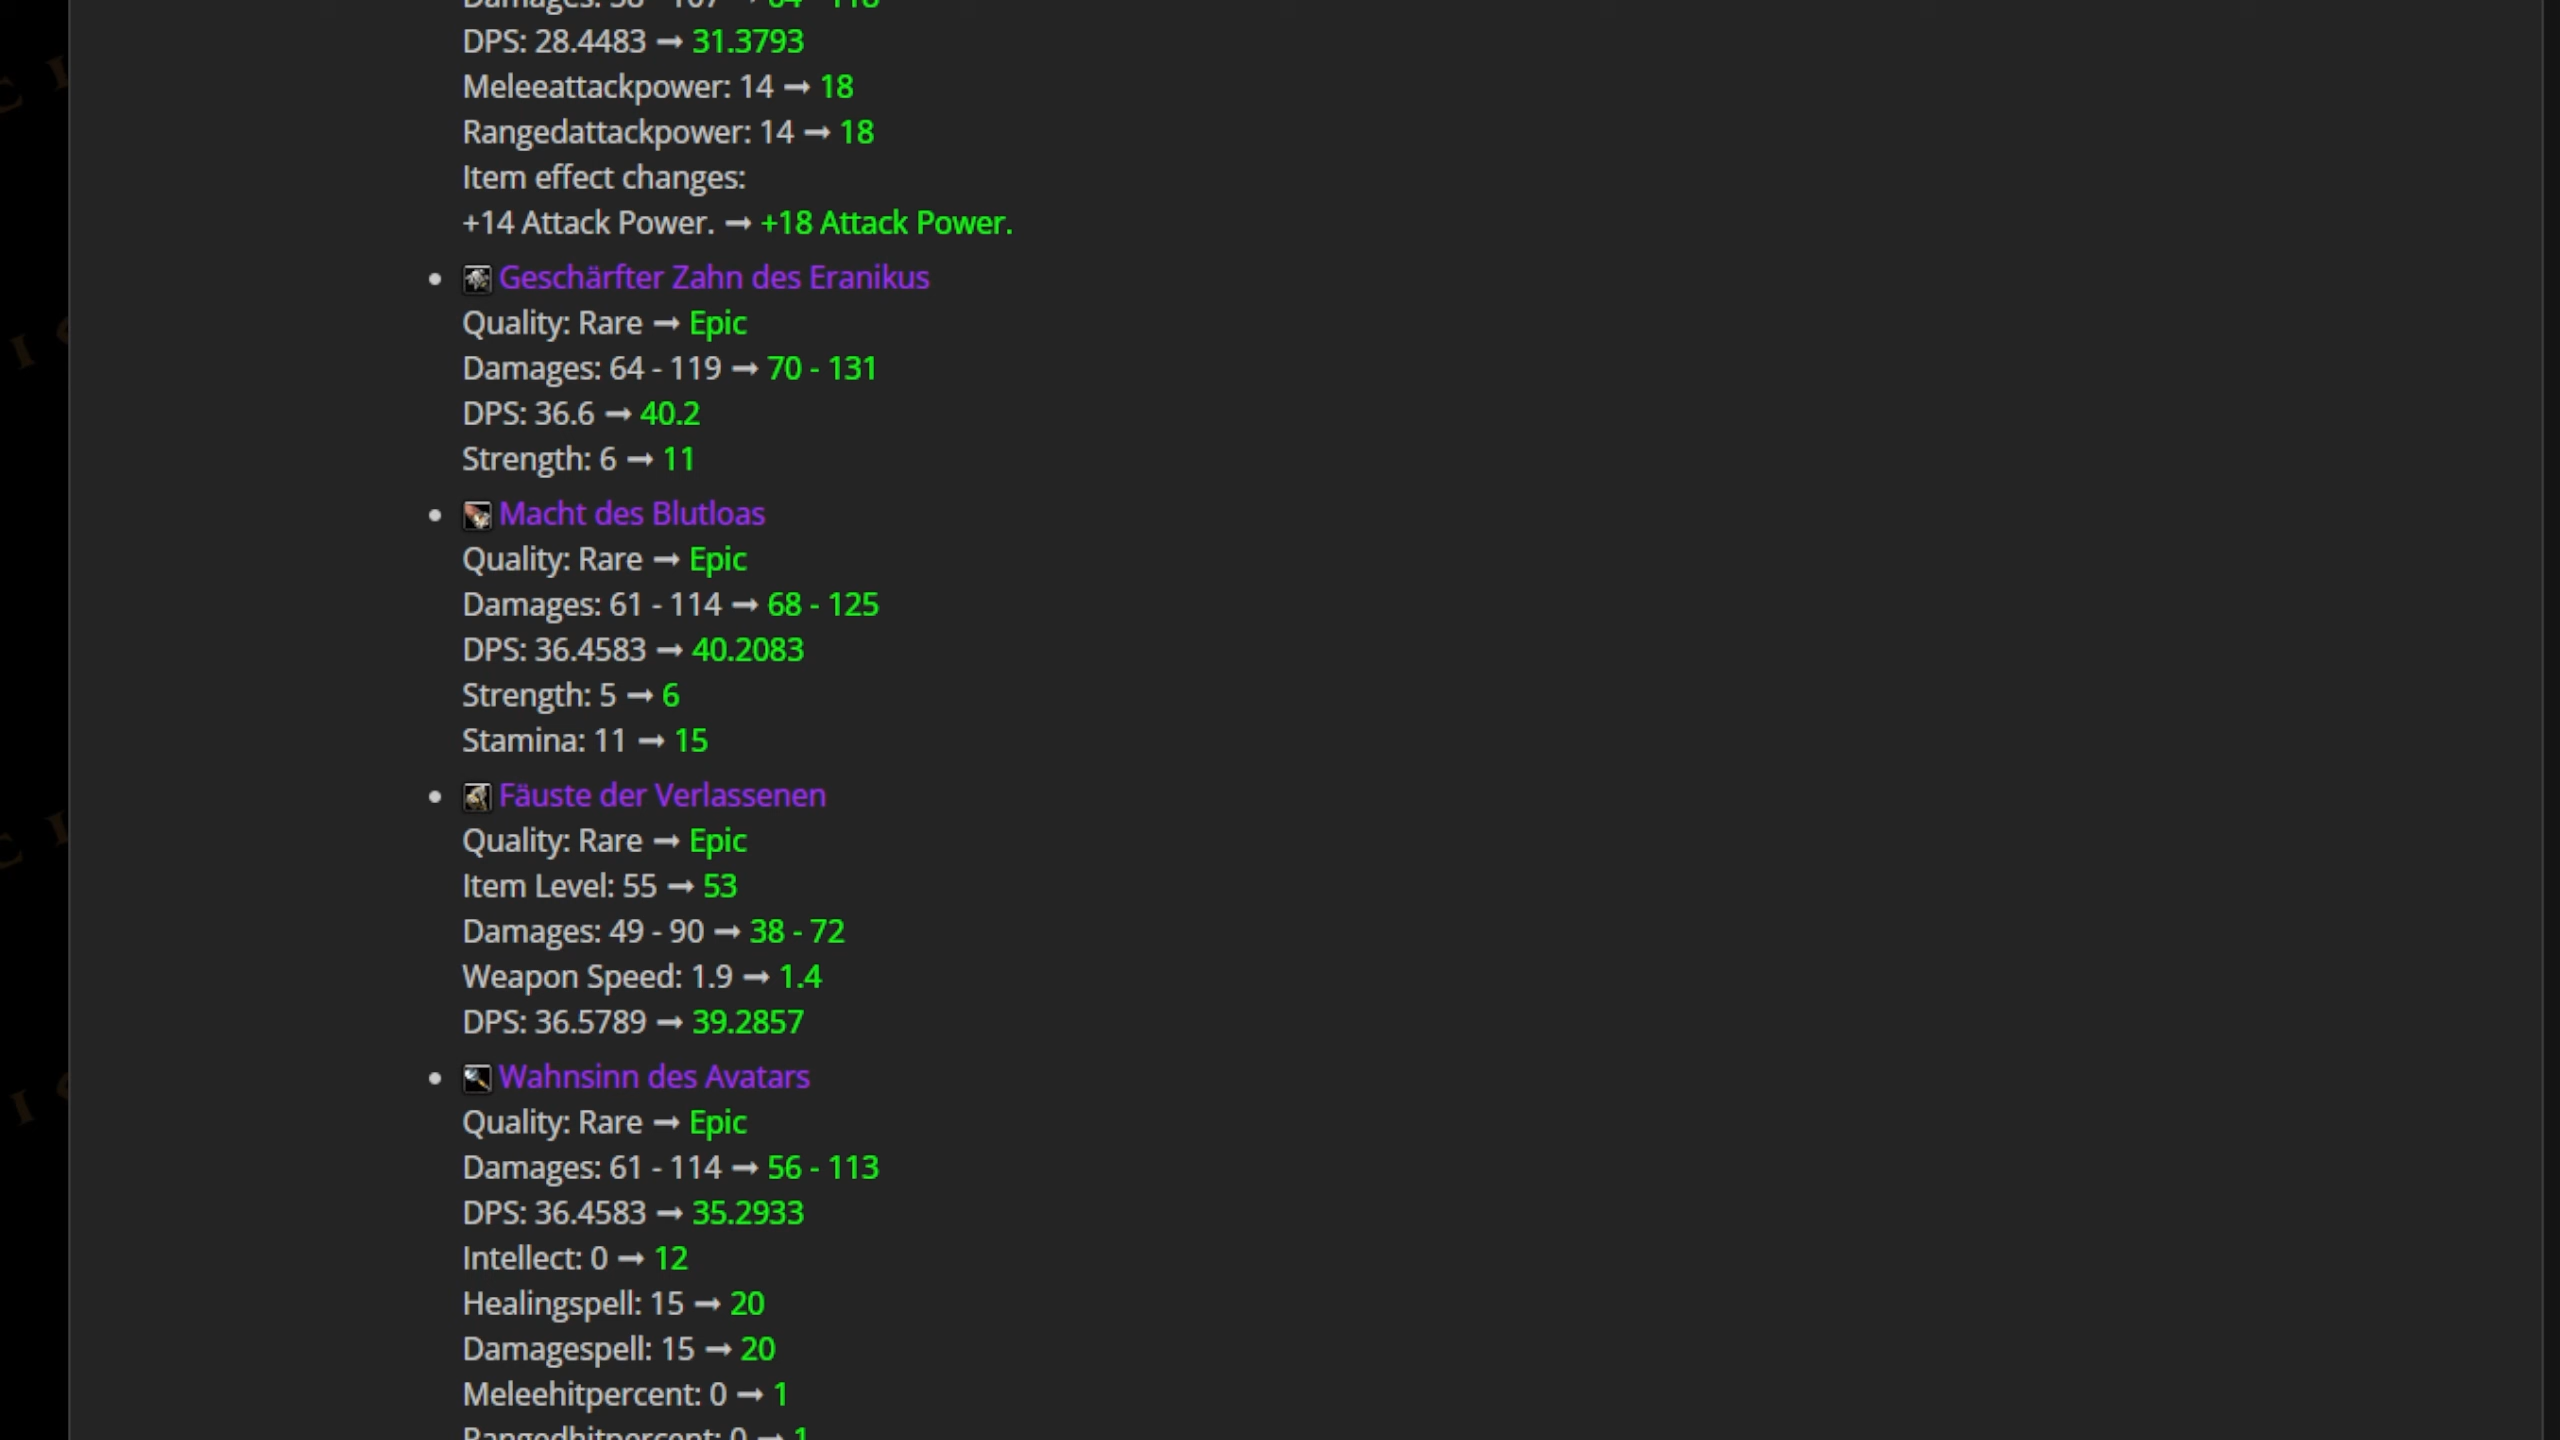 DPS: 28.4483 → 31.3793
Meleeattackpower: 14 → 18
Rangedattackpower: 14 → 18
Item effect changes:
+14 Attack Power. → +18 Attack Power.
Geschärfter Zahn des Eranikus
Quality: Rare → Epic
Damages: 64 - 119 → 70 - 131
DPS: 36.6 → 40.2
Strength: 6 → 11
Macht des Blutloas
Quality: Rare → Epic
Damages: 61 - 114 → 68 - 125
DPS: 36.4583 → 40.2083
Strength: 5 → 6
Stamina: 11 → 15
Fäuste der Verlassenen
Quality: Rare → Epic
Item Level: 55 → 53
Damages: 49 - 90 → 38 - 72
Weapon Speed: 1.9 → 1.4
DPS: 36.5789 → 39.2857
Wahnsinn des Avatars
Quality: Rare → Epic
Damages: 61 - 114 → 56 - 113
DPS: 36.4583 → 35.2933
Intellect: 0 → 12
Healingspell: 15 → 20
Damagespell: 15 → 20
Meleehitpercent: 0 → 1
Rangedhitpercent: 0 → 1